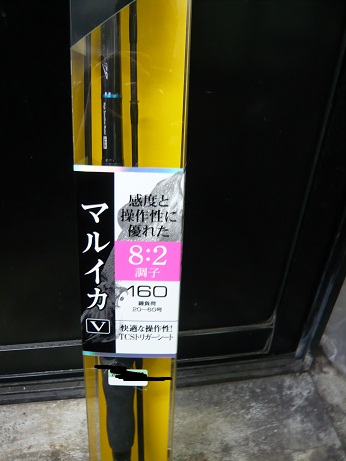 マルイカ
V
感度と
操作性に
優れた
8:2
調子
160
錘負荷
20〜60号
快適な操作性!
TCSトリガーシート